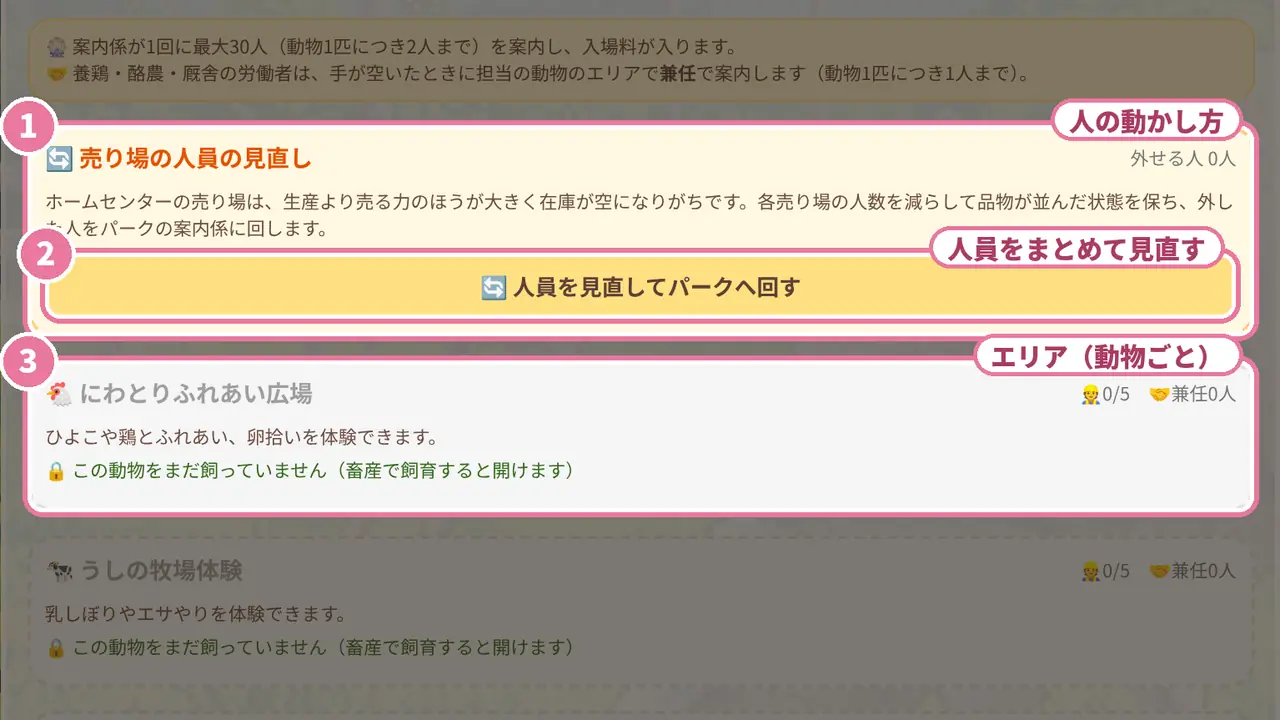 🎡 案内係が1回に最大30人（動物1匹につき2人まで）を案内し、入場料が入ります。
🤝 養鶏・酪農・厩舎の労働者は、手が空いたときに担当の動物のエリアで兼任で案内します（動物1匹につき1人まで）。
1
人の動かし方
🔄 売り場の人員の見直し
外せる人 0人
ホームセンターの売り場は、生産より売る力のほうが大きく在庫が空になりがちです。各売り場の人数を減らして品物が並んだ状態を保ち、外し
た人をパークの案内係に回します。
2
人員をまとめて見直す
🔄 人員を見直してパークへ回す
3
エリア（動物ごと）
🐔 にわとりふれあい広場
👷0/5 🤝兼任0人
ひよこや鶏とふれあい、卵拾いを体験できます。
🔒 この動物をまだ飼っていません（畜産で飼育すると開けます）
🐄 うしの牧場体験
👷0/5 🤝兼任0人
乳しぼりやエサやりを体験できます。
🔒 この動物をまだ飼っていません（畜産で飼育すると開けます）